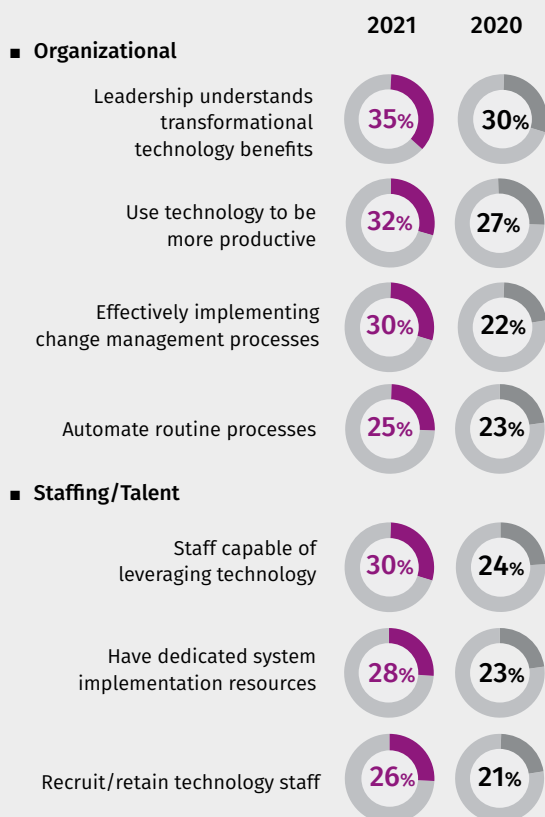 2021 2020
■ Organizational
Leadership understands
transformational
technology benefits
35% 30%
Use technology to be
more productive
32% 27%
Effectively implementing
change management processes
30% 22%
Automate routine processes
25% 23%
■ Staffing/Talent
Staff capable of
leveraging technology
30% 24%
Have dedicated system
implementation resources
28% 23%
Recruit/retain technology staff
26% 21%